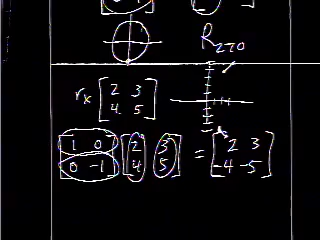 R270
rx [2 3
4 5]
[1 0
0 -1] [2 3
4 5] = [2 3
-4 -5]